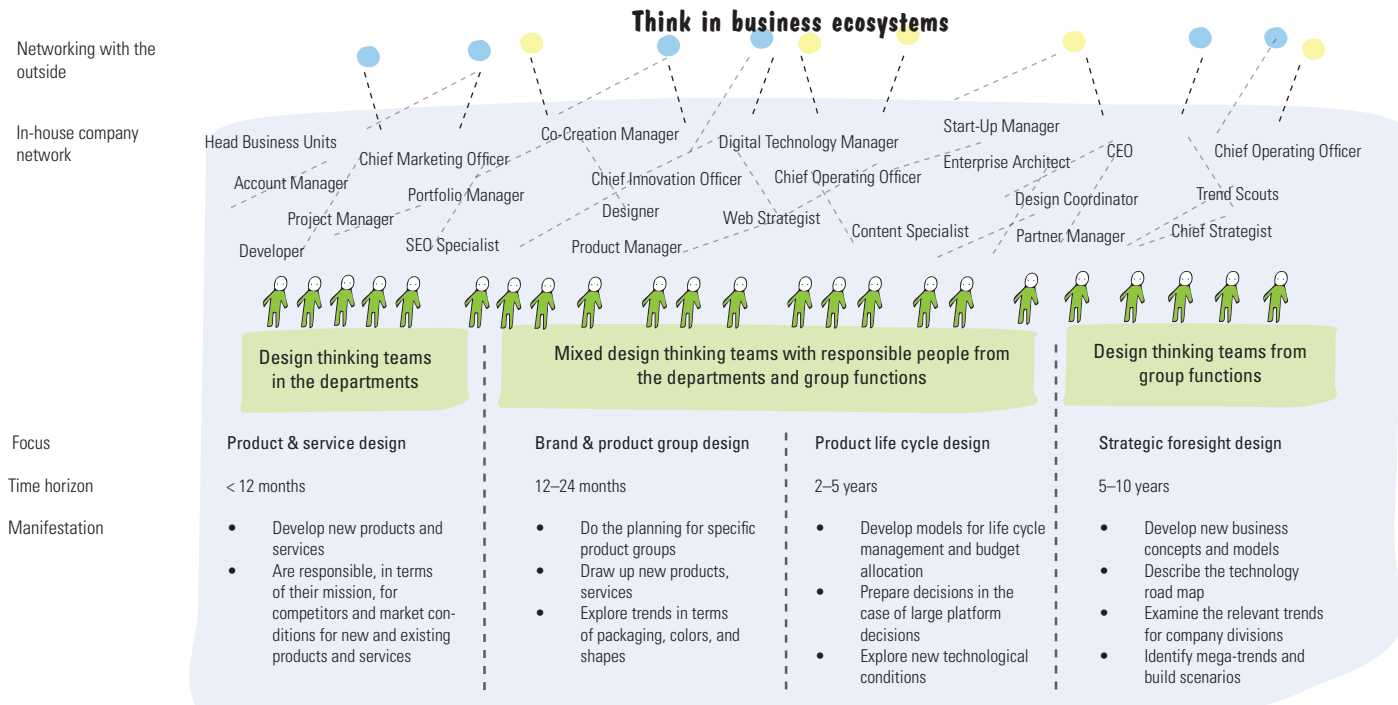 Think in business ecosystems
Networking with the
outside
In-house company
network
Head Business Units
Chief Marketing Officer
Account Manager
Portfolio Manager
Project Manager
Developer
SEO Specialist
Co-Creation Manager
Chief Innovation Officer
Designer
Product Manager
Digital Technology Manager
Chief Operating Officer
Web Strategist
Content Specialist
Start-Up Manager
Enterprise Architect
CEO
Design Coordinator
Partner Manager
Chief Operating Officer
Trend Scouts
Chief Strategist
Design thinking teams
in the departments
Mixed design thinking teams with responsible people from
the departments and group functions
Design thinking teams from
group functions
Focus
Product & service design
Brand & product group design
Product life cycle design
Strategic foresight design
Time horizon
< 12 months
12–24 months
2–5 years
5–10 years
Manifestation
• Develop new products and
services
• Are responsible, in terms
of their mission, for
competitors and market con-
ditions for new and existing
products and services
• Do the planning for specific
product groups
• Draw up new products,
services
• Explore trends in terms
of packaging, colors, and
shapes
• Develop models for life cycle
management and budget
allocation
• Prepare decisions in the
case of large platform
decisions
• Explore new technological
conditions
• Develop new business
concepts and models
• Describe the technology
road map
• Examine the relevant trends
for company divisions
• Identify mega-trends and
build scenarios